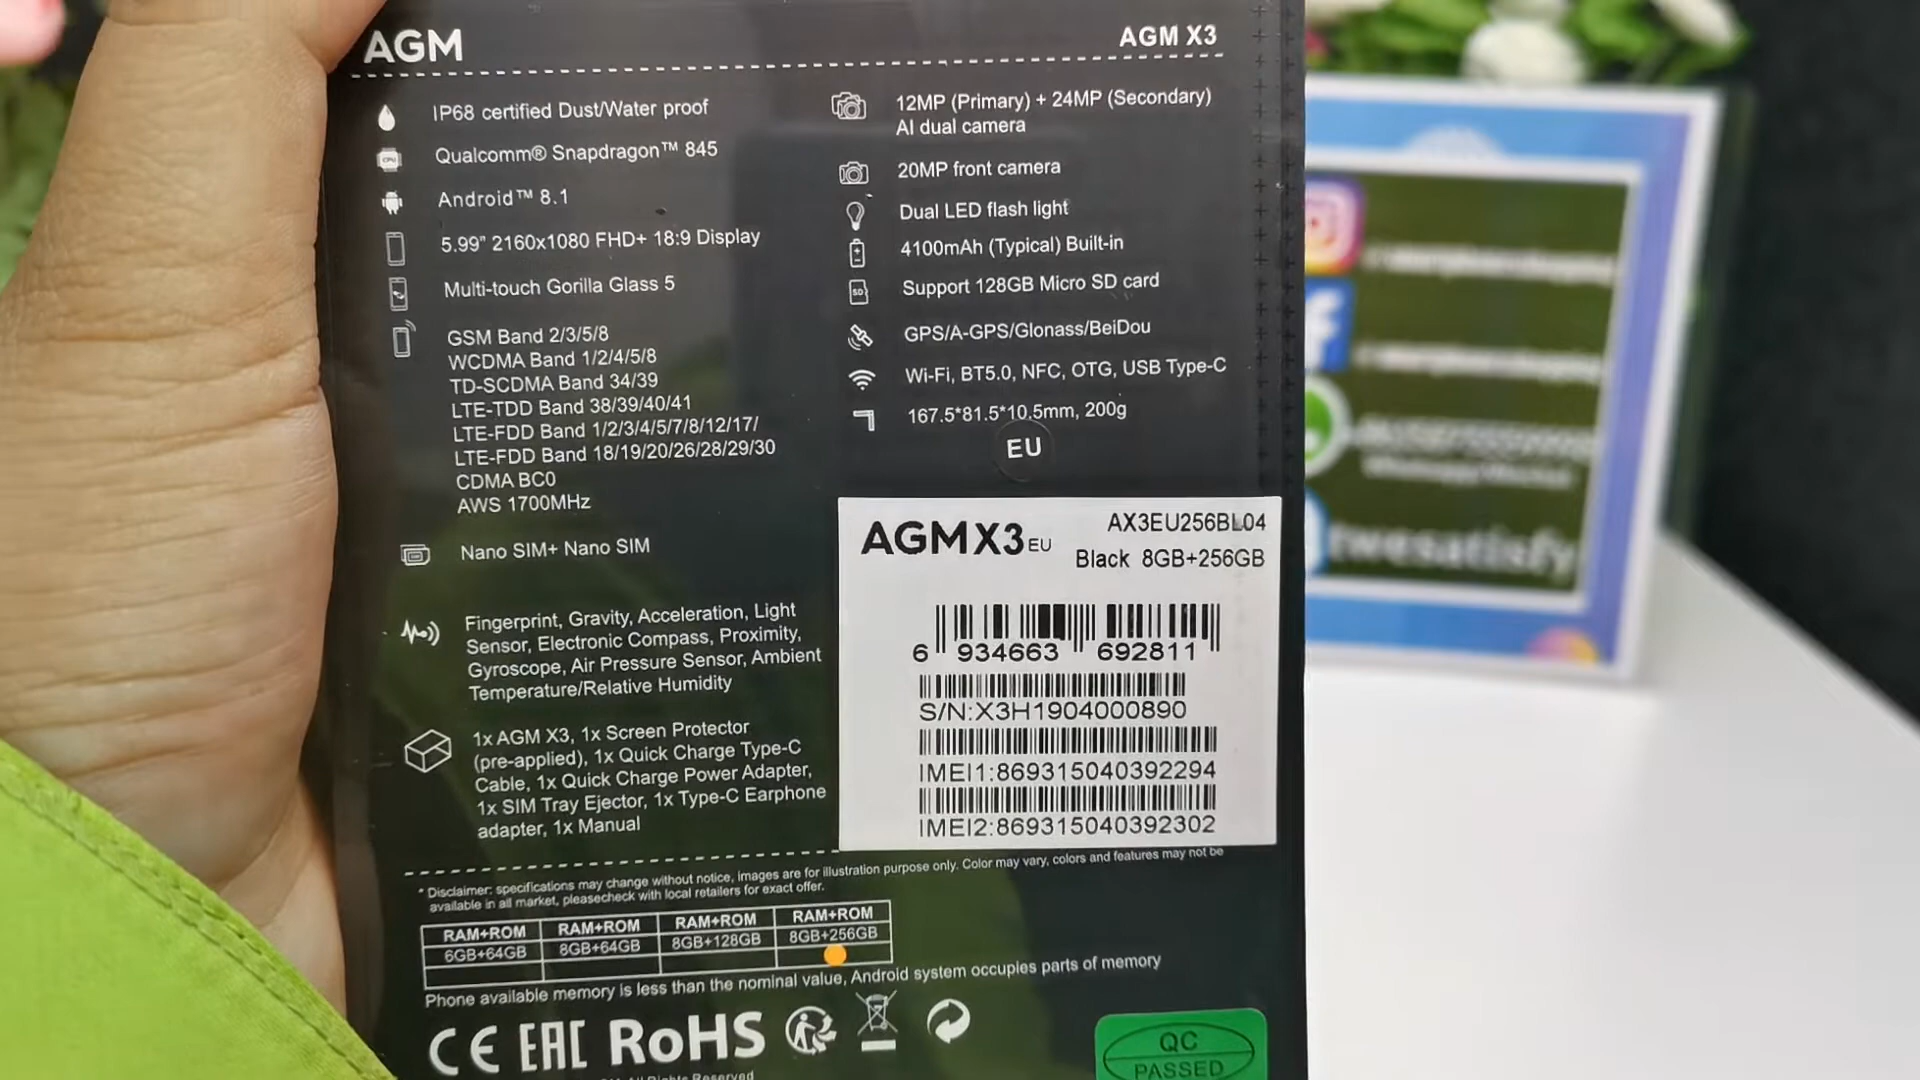 AGM
AGM X3
IP68 certified Dust/Water proof
CPU
Qualcomm® Snapdragon™ 845
Android™ 8.1
5.99" 2160x1080 FHD+ 18:9 Display
Multi-touch Gorilla Glass 5
GSM Band 2/3/5/8
WCDMA Band 1/2/4/5/8
TD-SCDMA Band 34/39
LTE-TDD Band 38/39/40/41
LTE-FDD Band 1/2/3/4/5/7/8/12/17/
LTE-FDD Band 18/19/20/26/28/29/30
CDMA BC0
AWS 1700MHz
Nano SIM+ Nano SIM
Fingerprint, Gravity, Acceleration, Light
Sensor, Electronic Compass, Proximity,
Gyroscope, Air Pressure Sensor, Ambient
Temperature/Relative Humidity
1x AGM X3, 1x Screen Protector
(pre-applied), 1x Quick Charge Type-C
Cable, 1x Quick Charge Power Adapter,
1x SIM Tray Ejector, 1x Type-C Earphone
adapter, 1x Manual
12MP (Primary) + 24MP (Secondary)
AI dual camera
20MP front camera
Dual LED flash light
4100mAh (Typical) Built-in
SD
Support 128GB Micro SD card
GPS/A-GPS/Glonass/BeiDou
Wi-Fi, BT5.0, NFC, OTG, USB Type-C
167.5*81.5*10.5mm, 200g
EU
AGM X3 EU
AX3EU256BL04
Black 8GB+256GB
6 934663 692811
S/N:X3H1904000890
IMEI1:869315040392294
IMEI2:869315040392302
* Disclaimer: specifications may change without notice, images are for illustration purpose only. Color may vary, colors and features may not be
available in all market, pleasecheck with local retailers for exact offer.
RAM+ROM RAM+ROM RAM+ROM RAM+ROM
6GB+64GB 8GB+64GB 8GB+128GB 8GB+256GB
Phone available memory is less than the nominal value, Android system occupies parts of memory
CE EAC RoHS
All Rights Reserved
QC
PASSED
twesatisfy